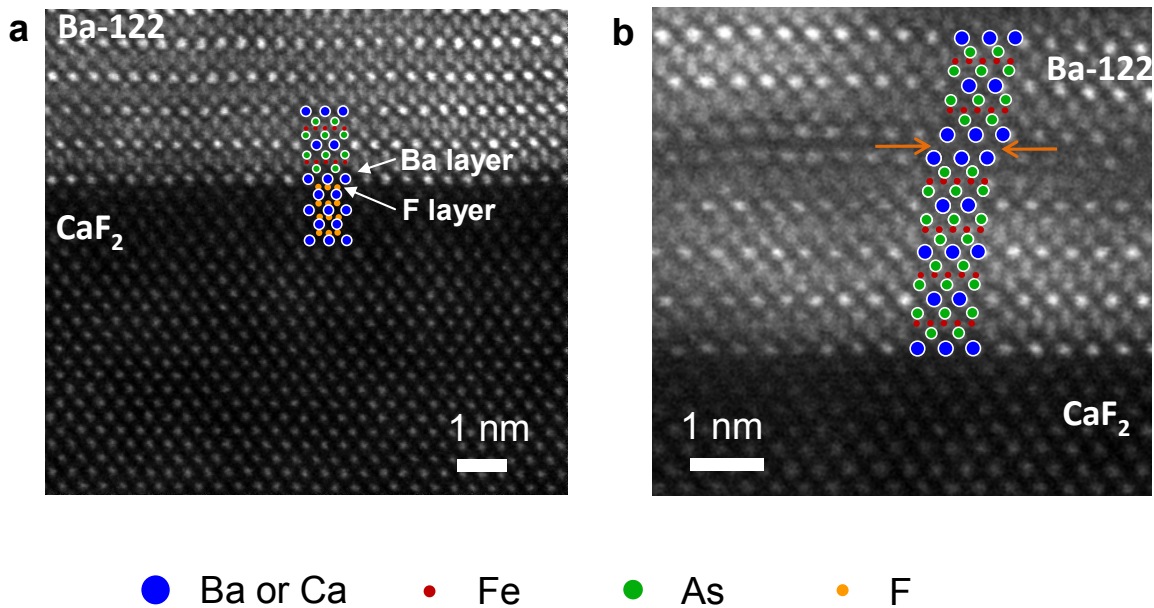 a
Ba-122
Ba layer
F layer
CaF₂
1 nm
b
Ba-122
CaF₂
1 nm
Ba or Ca
Fe
As
F